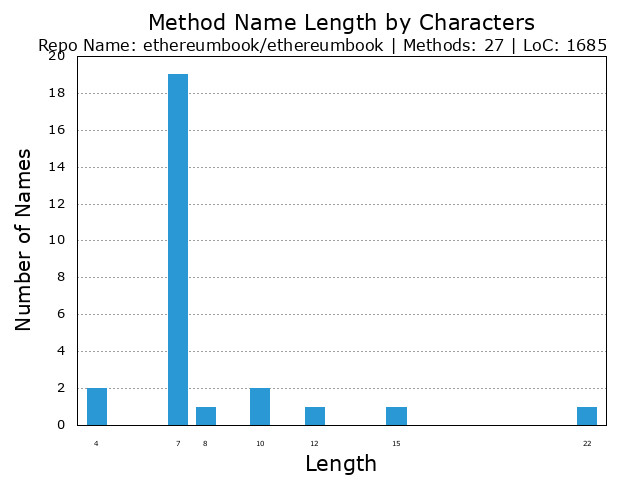 Method Name Length by Characters
Repo Name: ethereumbook/ethereumbook | Methods: 27 | LoC: 1685
20
18
16
14
12
10
8
6
4
2
0
Number of Names
4 7 8 10 12 15 22
Length